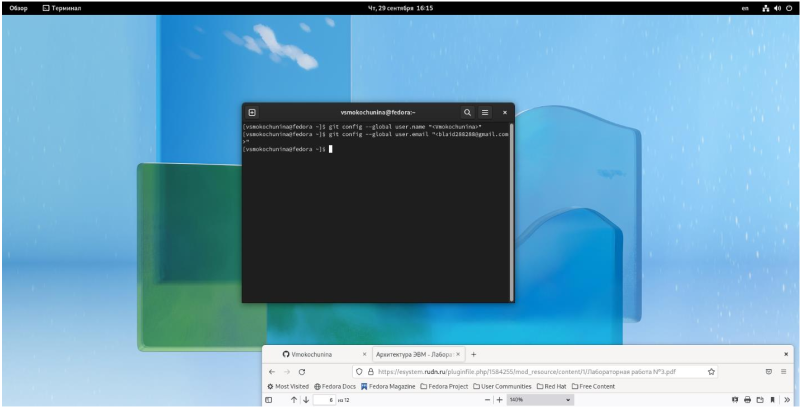 Обзор
Терминал
Чт, 29 сентября 16:15
en
vsmokochunina@fedora:~
[vsmokochunina@fedora ~]$ git config --global user.name "<Vmokochunina>"
[vsmokochunina@fedora ~]$ git config --global user.email "<blaid288288@gmail.com
>"
[vsmokochunina@fedora ~]$
Vmokochunina
Архитектура ЭВМ - Лабора
https://esystem.rudn.ru/pluginfile.php/1584255/mod_resource/content/1/Лабораторная работа №3.pdf
Most Visited Fedora Docs Fedora Magazine Fedora Project User Communities Red Hat Free Content
6 из 12
140%